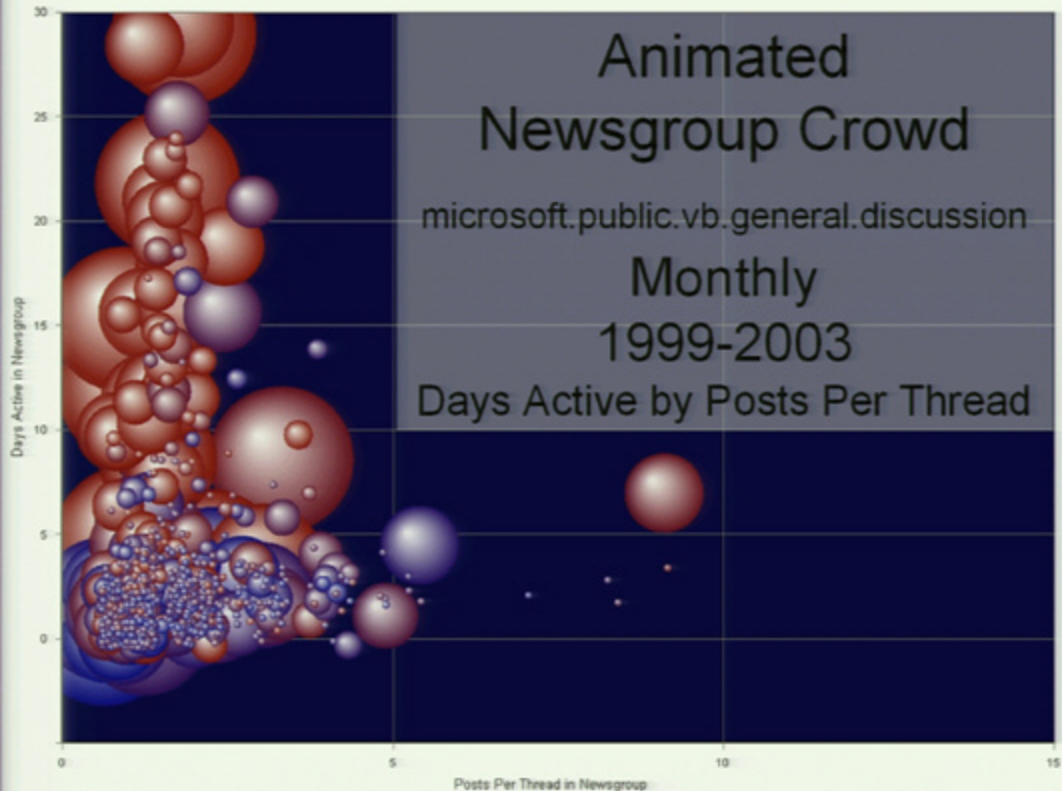 30
25
20
15
10
5
0
Days Active in Newsgroup
Animated
Newsgroup Crowd
microsoft.public.vb.general.discussion
Monthly
1999-2003
Days Active by Posts Per Thread
0 5 10 15
Posts Per Thread in Newsgroup